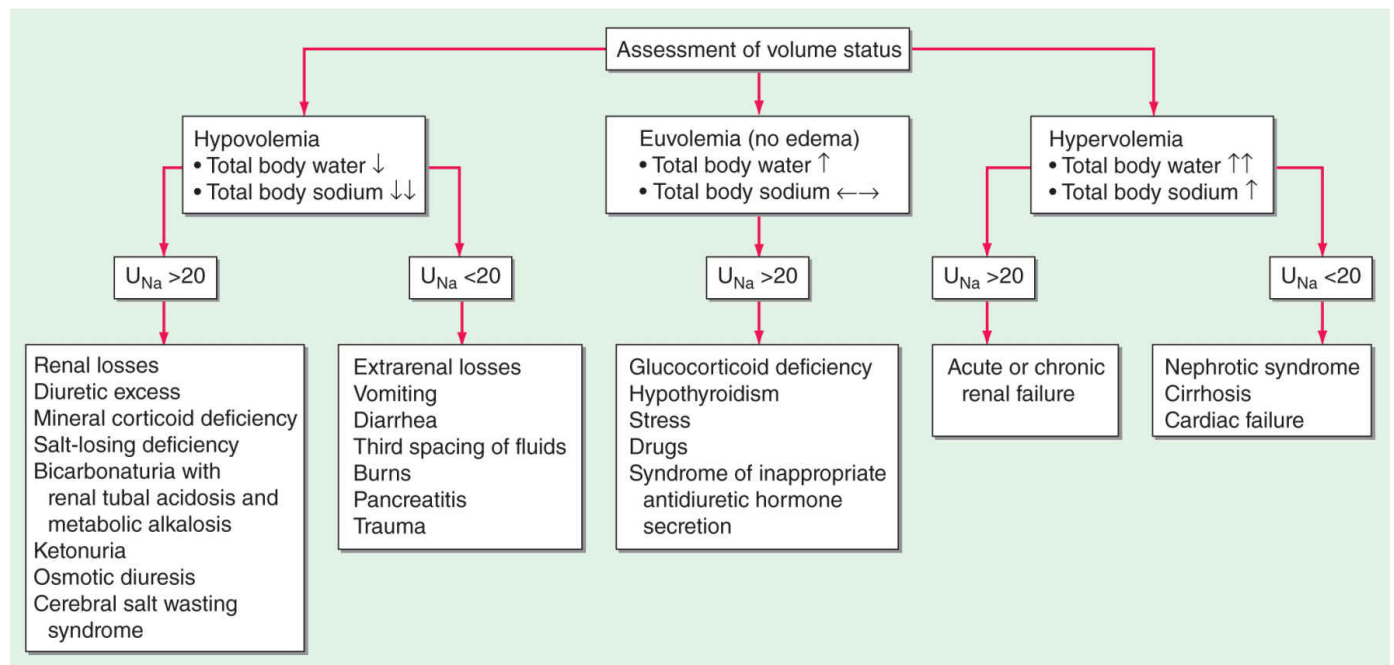 Assessment of volume status
Hypovolemia
• Total body water ↓
• Total body sodium ↓↓
Euvolemia (no edema)
• Total body water ↑
• Total body sodium ←→
Hypervolemia
• Total body water ↑↑
• Total body sodium ↑
UNa >20
UNa <20
UNa >20
UNa >20
UNa <20
Renal losses
Diuretic excess
Mineral corticoid deficiency
Salt-losing deficiency
Bicarbonaturia with
renal tubal acidosis and
metabolic alkalosis
Ketonuria
Osmotic diuresis
Cerebral salt wasting
syndrome
Extrarenal losses
Vomiting
Diarrhea
Third spacing of fluids
Burns
Pancreatitis
Trauma
Glucocorticoid deficiency
Hypothyroidism
Stress
Drugs
Syndrome of inappropriate
antidiuretic hormone
secretion
Acute or chronic
renal failure
Nephrotic syndrome
Cirrhosis
Cardiac failure